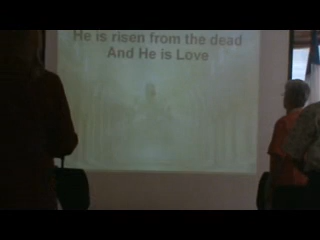 He is risen from the dead
And He is Love